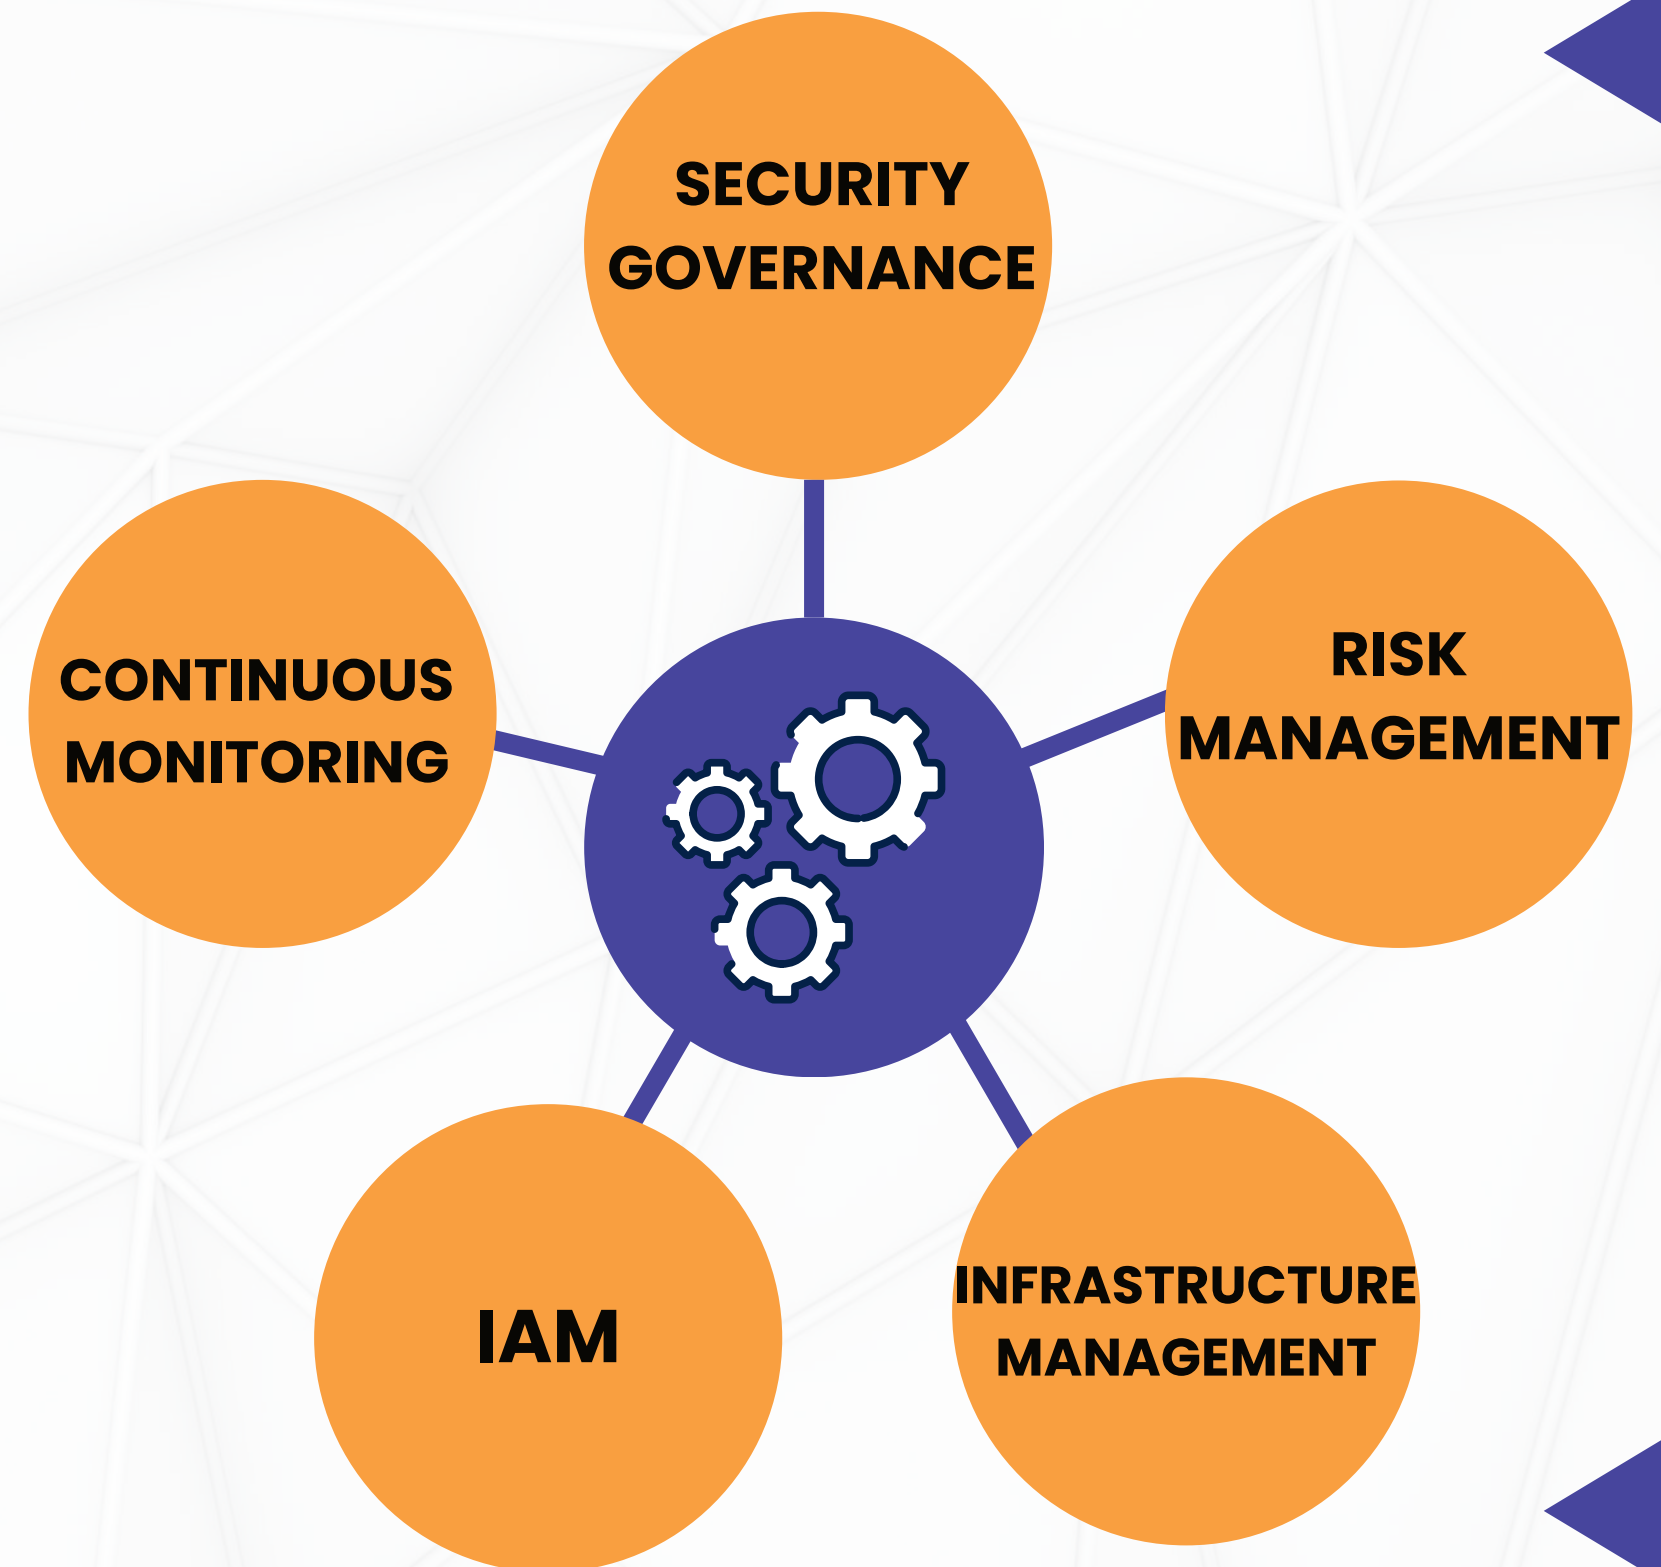 SECURITY
GOVERNANCE
RISK
MANAGEMENT
CONTINUOUS
MONITORING
INFRASTRUCTURE
MANAGEMENT
IAM